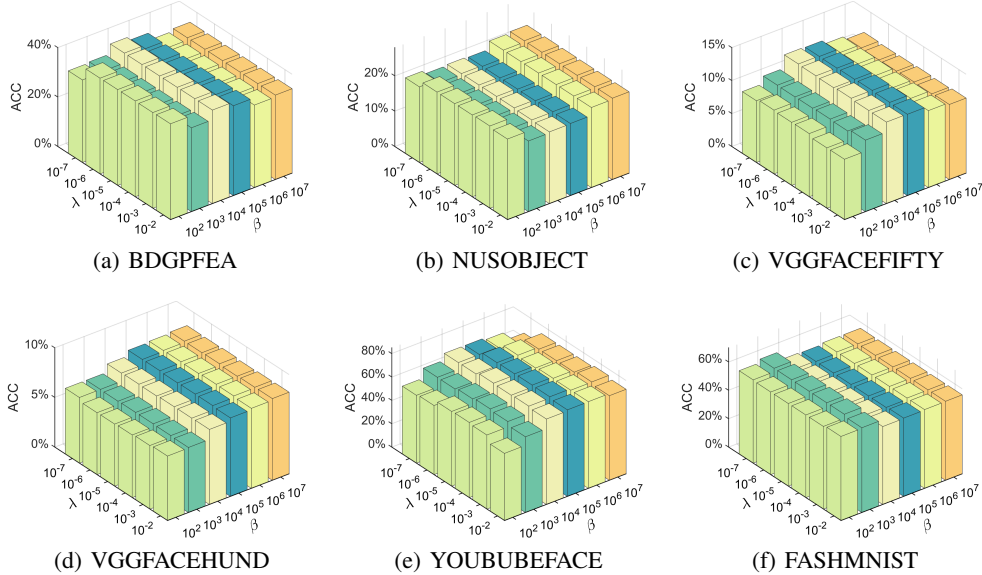 40%
20%
0%
ACC
10⁻⁷
10⁻⁶
10⁻⁵
10⁻⁴
10⁻³
10⁻²
λ
10² 10³ 10⁴ 10⁵ 10⁶ 10⁷
β
(a) BDGPFEA
20%
10%
0%
ACC
10⁻⁷
10⁻⁶
10⁻⁵
10⁻⁴
10⁻³
10⁻²
λ
10² 10³ 10⁴ 10⁵ 10⁶ 10⁷
β
(b) NUSOBJECT
15%
10%
5%
0%
ACC
10⁻⁷
10⁻⁶
10⁻⁵
10⁻⁴
10⁻³
10⁻²
λ
10² 10³ 10⁴ 10⁵ 10⁶ 10⁷
β
(c) VGGFACEFIFTY
10%
5%
0%
ACC
10⁻⁷
10⁻⁶
10⁻⁵
10⁻⁴
10⁻³
10⁻²
λ
10² 10³ 10⁴ 10⁵ 10⁶ 10⁷
β
(d) VGGFACEHUND
80%
60%
40%
20%
0%
ACC
10⁻⁷
10⁻⁶
10⁻⁵
10⁻⁴
10⁻³
10⁻²
λ
10² 10³ 10⁴ 10⁵ 10⁶ 10⁷
β
(e) YOUBUBEFACE
60%
40%
20%
0%
ACC
10⁻⁷
10⁻⁶
10⁻⁵
10⁻⁴
10⁻³
10⁻²
λ
10² 10³ 10⁴ 10⁵ 10⁶ 10⁷
β
(f) FASHMNIST